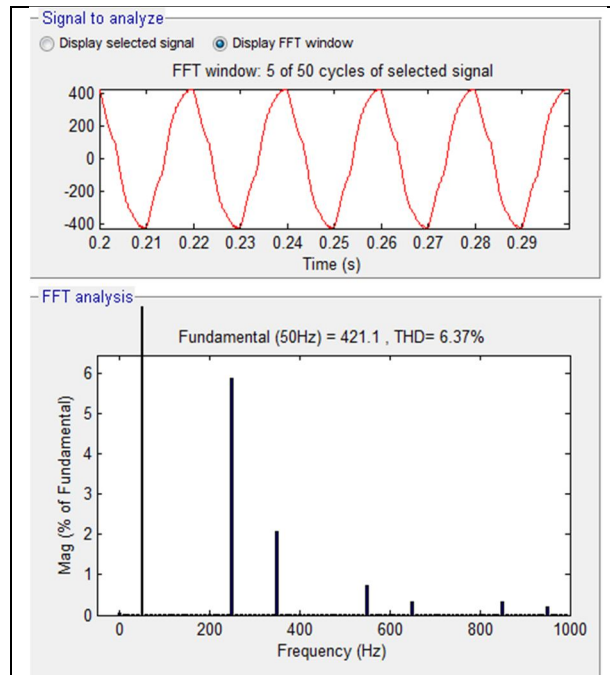 Signal to analyze
Display selected signal Display FFT window
FFT window: 5 of 50 cycles of selected signal
400
200
0
-200
-400
0.2 0.21 0.22 0.23 0.24 0.25 0.26 0.27 0.28 0.29
Time (s)
FFT analysis
Fundamental (50Hz) = 421.1 , THD= 6.37%
6
5
4
3
2
1
0
Mag (% of Fundamental)
0 200 400 600 800 1000
Frequency (Hz)